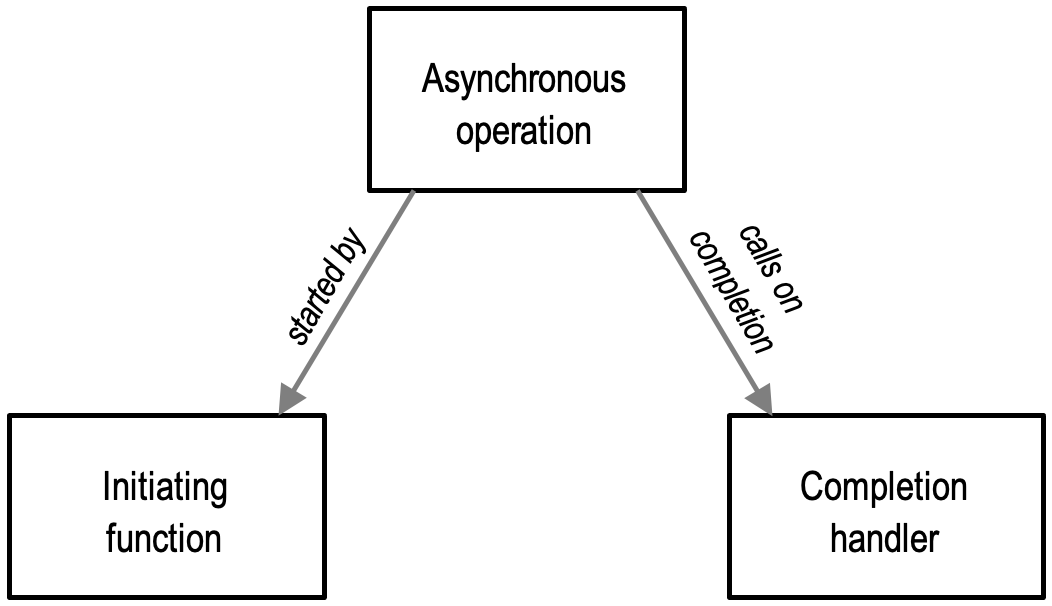 Asynchronous
operation
started by
calls on
completion
Initiating
function
Completion
handler